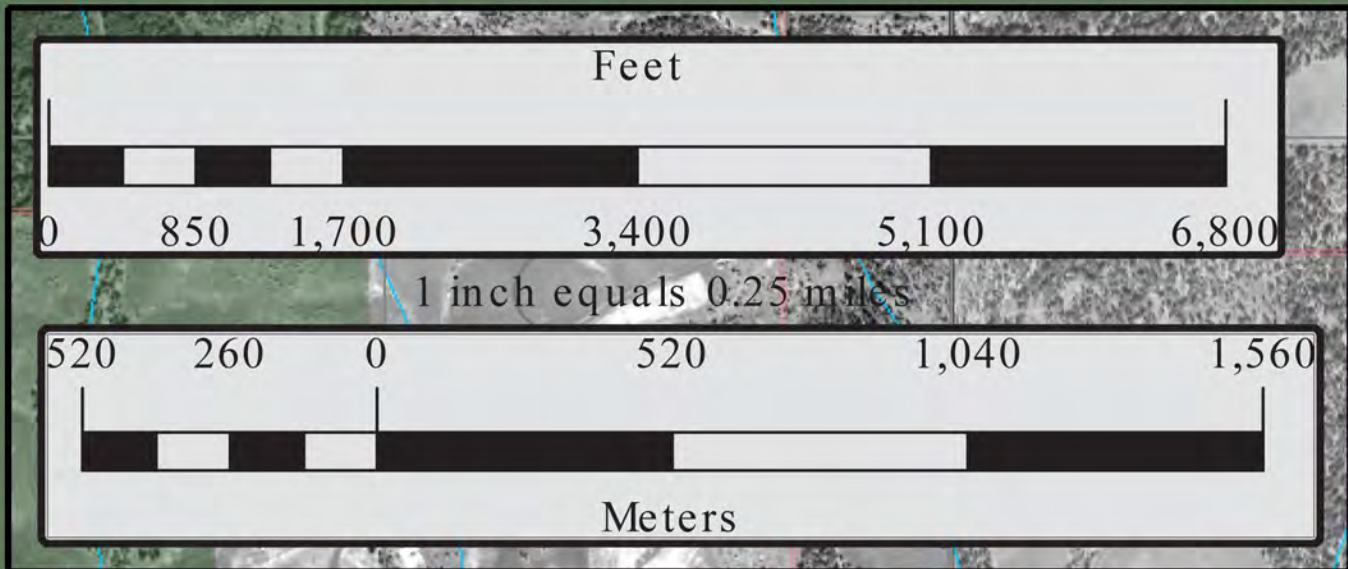 Feet
0 850 1,700 3,400 5,100 6,800
1 inch equals 0.25 miles
520 260 0 520 1,040 1,560
Meters